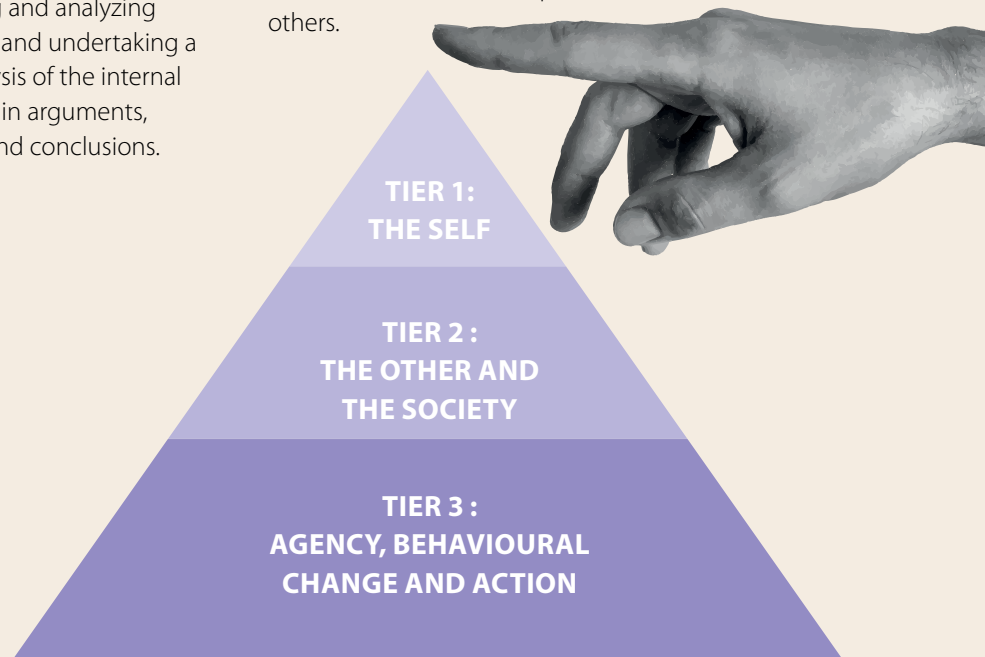 g and analyzing
and undertaking a
sis of the internal
in arguments,
nd conclusions.
others.
TIER 1:
THE SELF
TIER 2 :
THE OTHER AND
THE SOCIETY
TIER 3 :
AGENCY, BEHAVIOURAL
CHANGE AND ACTION